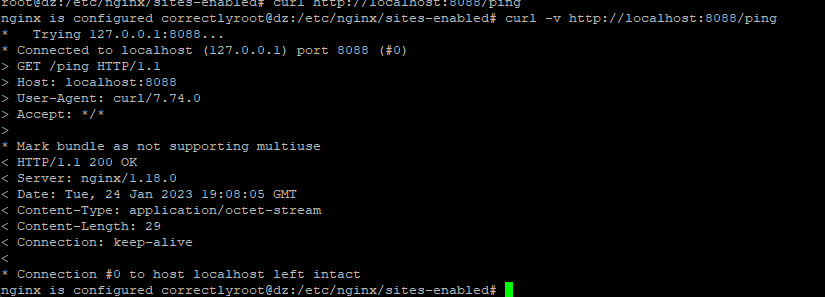 root@dz:/etc/nginx/sites-enabled# curl http://localhost:8088/ping
nginx is configured correctlyroot@dz:/etc/nginx/sites-enabled# curl -v http://localhost:8088/ping
*   Trying 127.0.0.1:8088...
* Connected to localhost (127.0.0.1) port 8088 (#0)
> GET /ping HTTP/1.1
> Host: localhost:8088
> User-Agent: curl/7.74.0
> Accept: */*
>
* Mark bundle as not supporting multiuse
< HTTP/1.1 200 OK
< Server: nginx/1.18.0
< Date: Tue, 24 Jan 2023 19:08:05 GMT
< Content-Type: application/octet-stream
< Content-Length: 29
< Connection: keep-alive
<
* Connection #0 to host localhost left intact
nginx is configured correctlyroot@dz:/etc/nginx/sites-enabled#